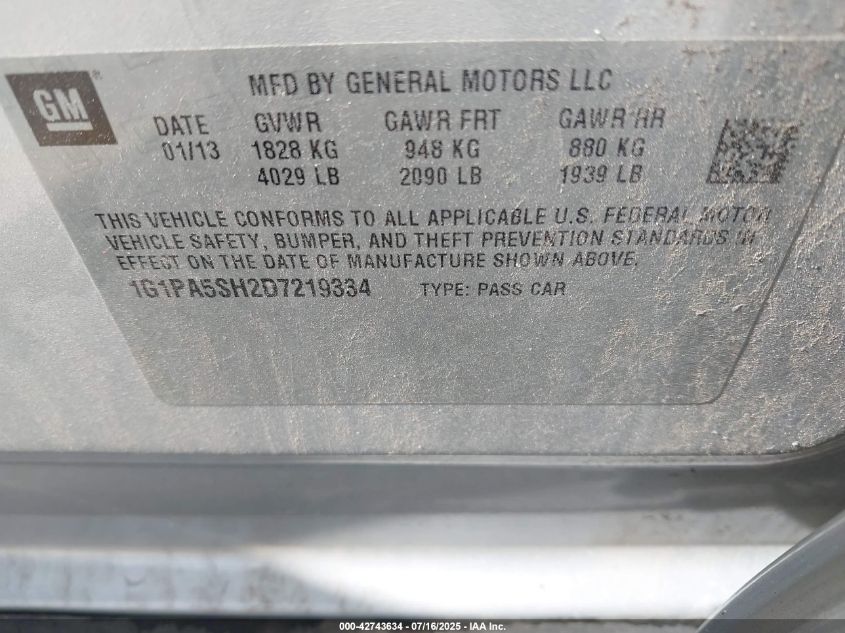 GM®
MFD BY GENERAL MOTORS LLC
DATE GVWR GAWR FRT GAWR RR
01/13 1828 KG 948 KG 880 KG
4029 LB 2090 LB 1939 LB
THIS VEHICLE CONFORMS TO ALL APPLICABLE U.S. FEDERAL MOTOR
VEHICLE SAFETY, BUMPER, AND THEFT PREVENTION STANDARDS IN
EFFECT ON THE DATE OF MANUFACTURE SHOWN ABOVE.
1G1PA5SH2D7219334 TYPE: PASS CAR
000-42743634 - 07/16/2025 - IAA Inc.